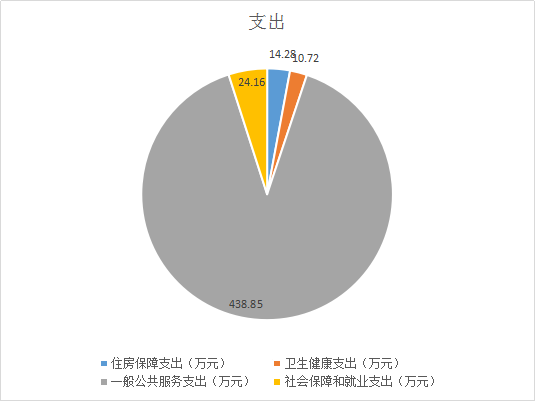 支出
14.28
10.72
24.16
438.85
住房保障支出（万元）
卫生健康支出（万元）
一般公共服务支出（万元）
社会保障和就业支出（万元）